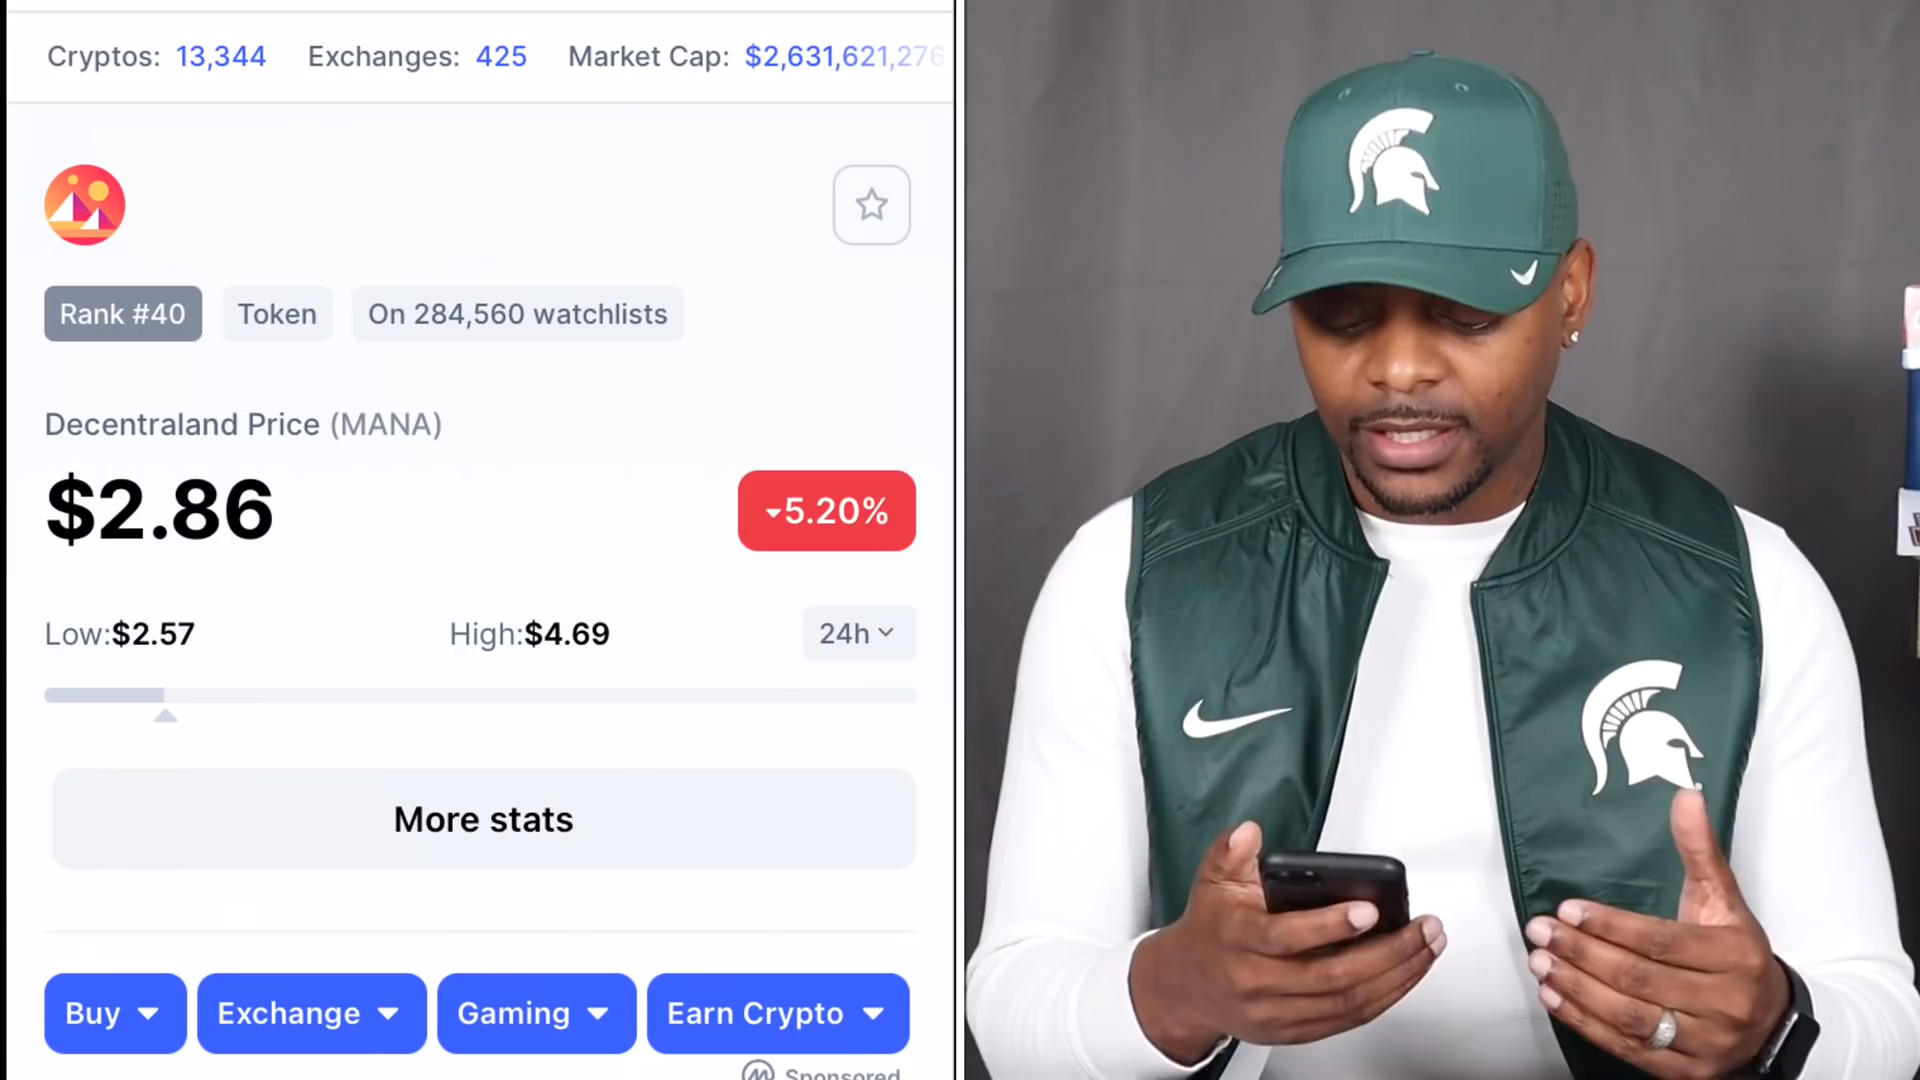 Cryptos: 13,344 Exchanges: 425 Market Cap: $2,631,621,276
Rank #40 Token On 284,560 watchlists
Decentraland Price (MANA)
$2.86 5.20%
Low:$2.57 High:$4.69 24h
More stats
Buy Exchange Gaming Earn Crypto
Sponsored